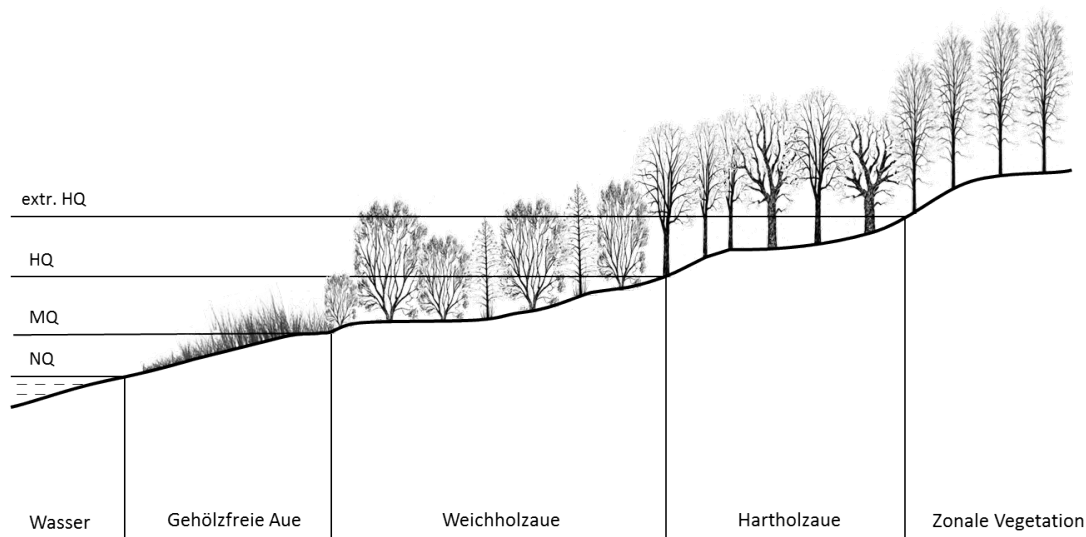 extr. HQ
HQ
MQ
NQ
Wasser
Gehölzfreie Aue
Weichholzaue
Hartholzaue
Zonale Vegetation